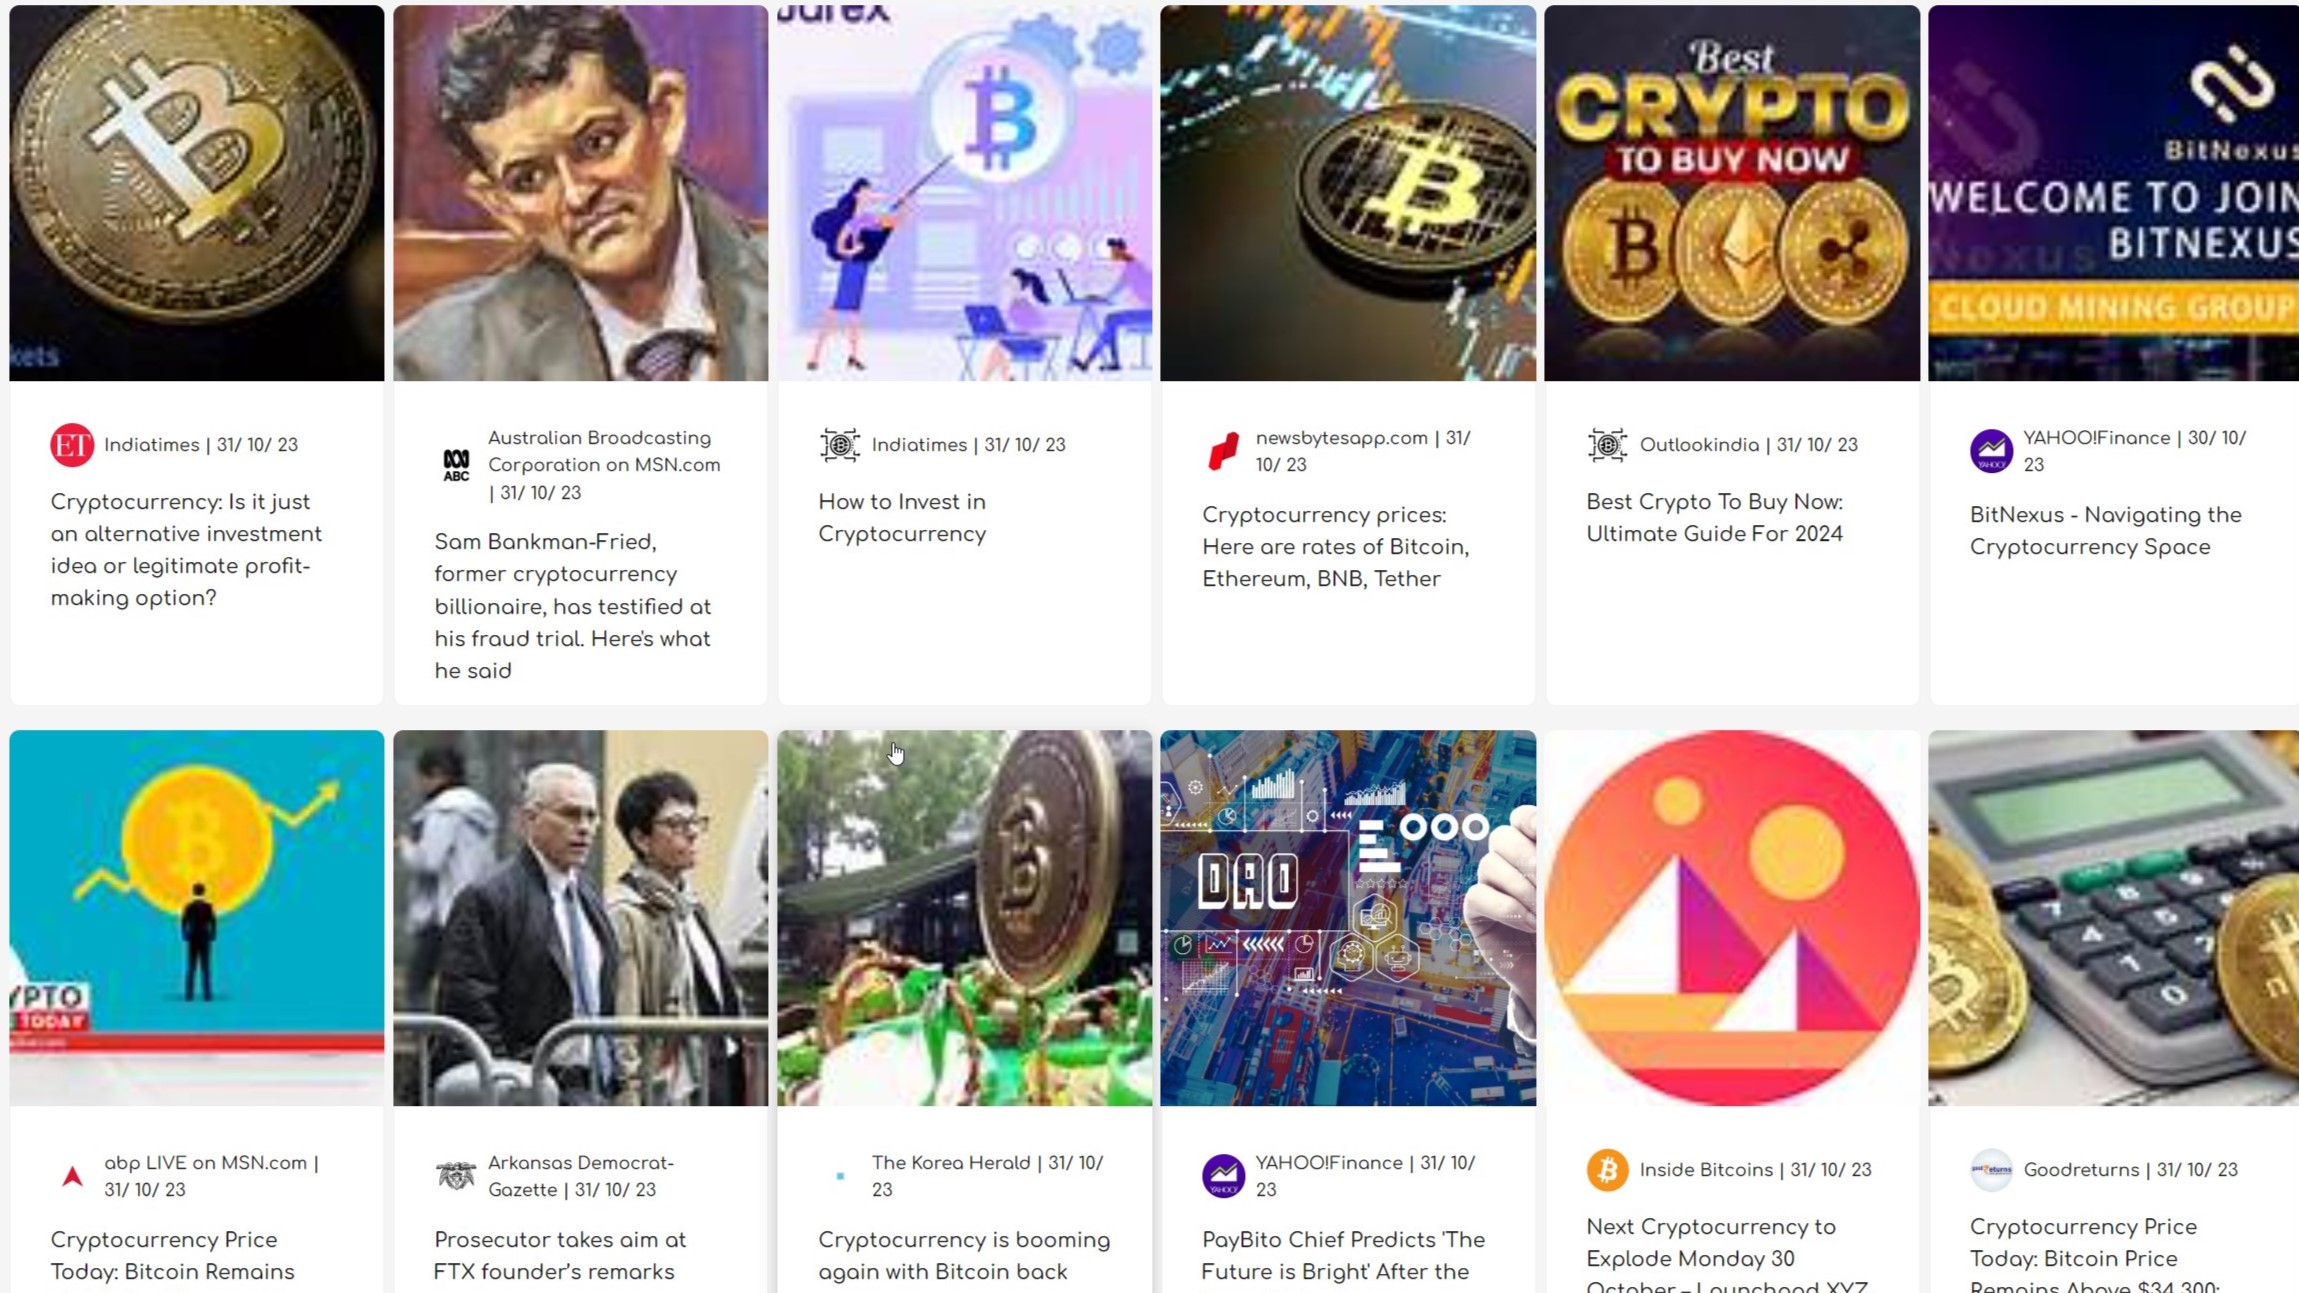 Jurex
Best
CRYPTO
TO BUY NOW
BitNexus
WELCOME TO JOIN
BITNEXUS
CLOUD MINING GROUP
kets
ET
Indiatimes | 31/ 10/ 23
Cryptocurrency: Is it just
an alternative investment
idea or legitimate profit-
making option?
ABC
Australian Broadcasting
Corporation on MSN.com
| 31/ 10/ 23
Sam Bankman-Fried,
former cryptocurrency
billionaire, has testified at
his fraud trial. Here's what
he said
Indiatimes | 31/ 10/ 23
How to Invest in
Cryptocurrency
newsbytesapp.com | 31/
10/ 23
Cryptocurrency prices:
Here are rates of Bitcoin,
Ethereum, BNB, Tether
Outlookindia | 31/ 10/ 23
Best Crypto To Buy Now:
Ultimate Guide For 2024
YAHOO!
YAHOO!Finance | 30/ 10/
23
BitNexus - Navigating the
Cryptocurrency Space
YPTO
TODAY
DAO
7
4
5
1
0
abp LIVE on MSN.com |
31/ 10/ 23
Cryptocurrency Price
Today: Bitcoin Remains
Arkansas Democrat-
Gazette | 31/ 10/ 23
Prosecutor takes aim at
FTX founder's remarks
The Korea Herald | 31/ 10/
23
Cryptocurrency is booming
again with Bitcoin back
YAHOO!
YAHOO!Finance | 31/ 10/
23
PayBito Chief Predicts 'The
Future is Bright' After the
Inside Bitcoins | 31/ 10/ 23
Next Cryptocurrency to
Explode Monday 30
October – Launchpad XYZ,
goodreturns
Goodreturns | 31/ 10/ 23
Cryptocurrency Price
Today: Bitcoin Price
Remains Above $34,300;